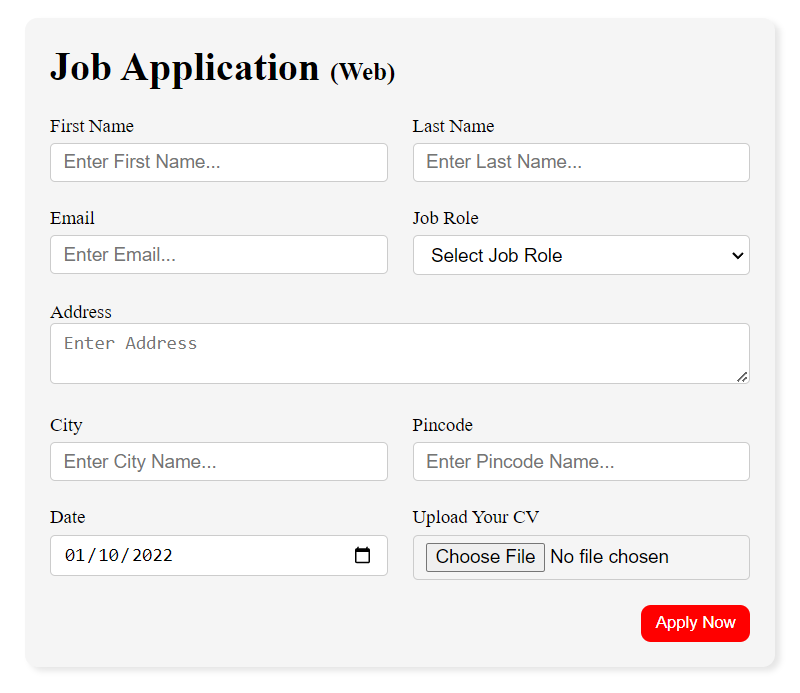 Job Application (Web)
First Name Last Name
Enter First Name... Enter Last Name...
Email Job Role
Enter Email... Select Job Role
Address
Enter Address
City Pincode
Enter City Name... Enter Pincode Name...
Date Upload Your CV
01/10/2022 Choose File No file chosen
Apply Now